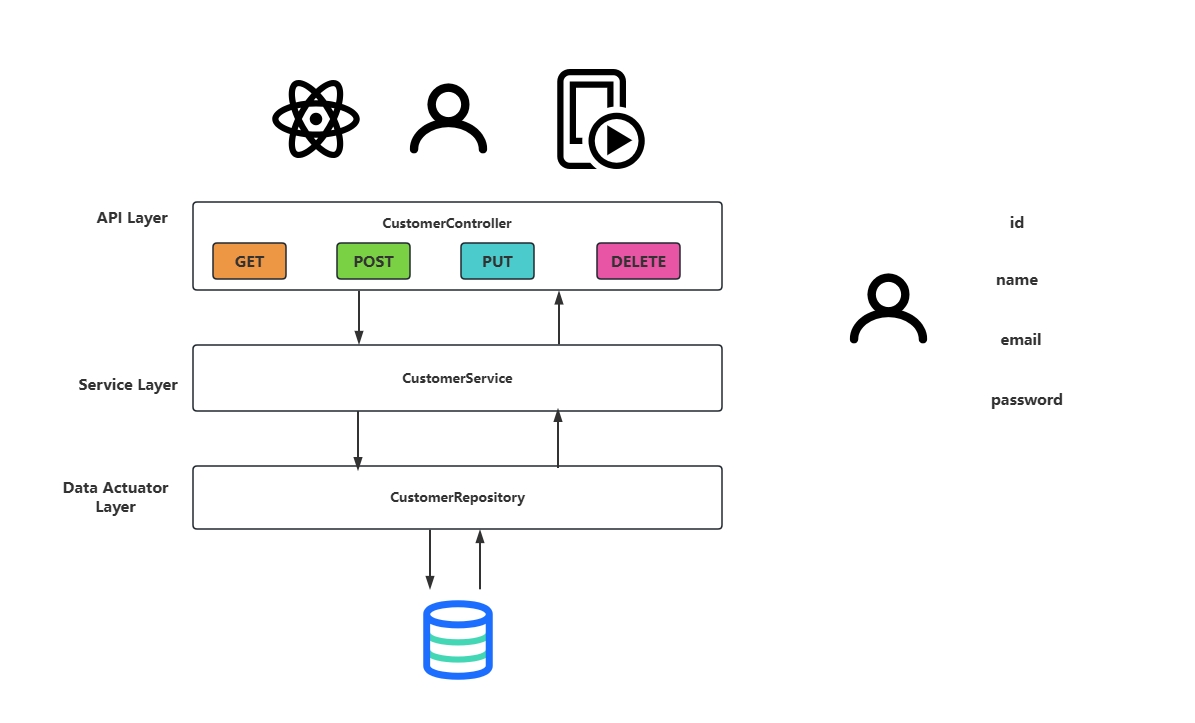 API Layer
CustomerController
GET
POST
PUT
DELETE
Service Layer
CustomerService
Data Actuator
Layer
CustomerRepository
id
name
email
password